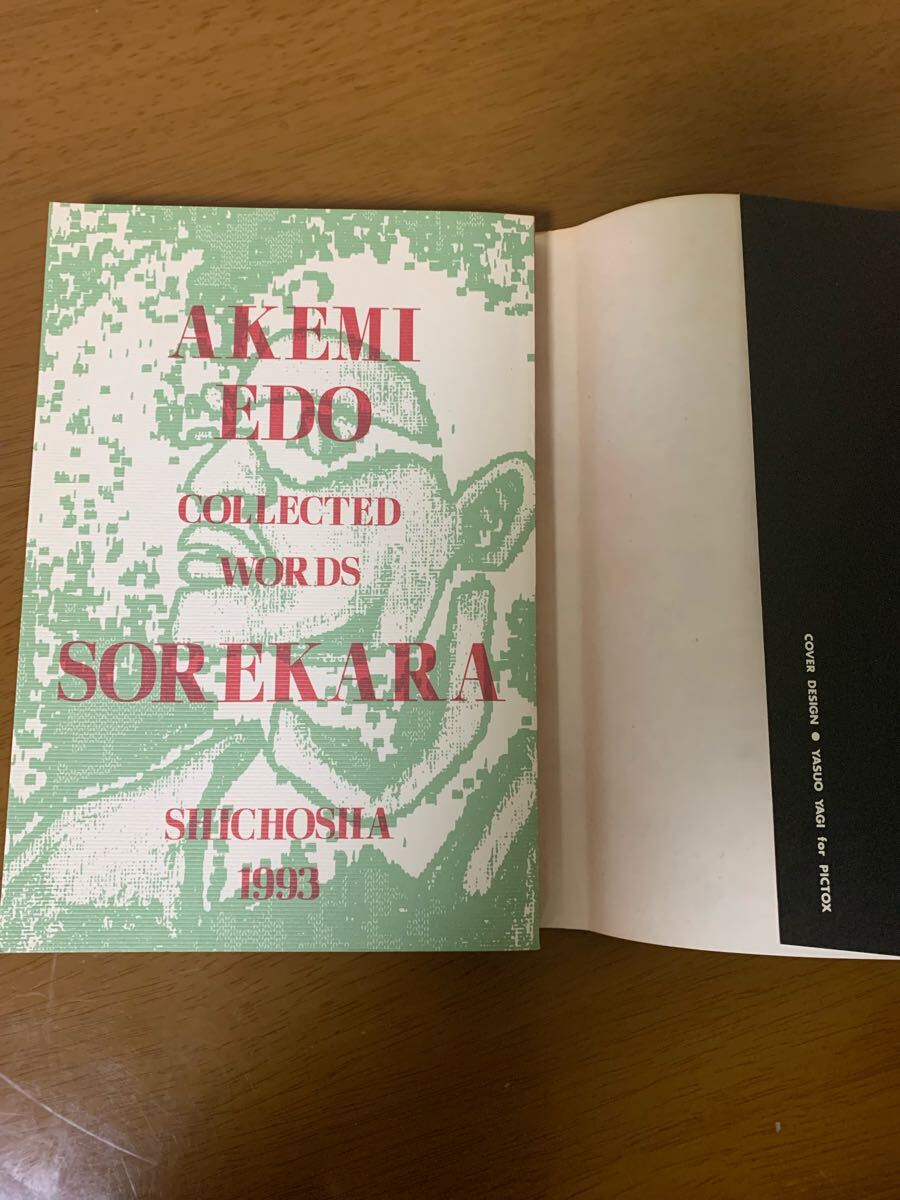 AKEMI
EDO
COLLECTED
WORDS
SOREKARA
SHICHOSHA
1993
COVER DESIGN ● YASUO YAGI for PICTOX